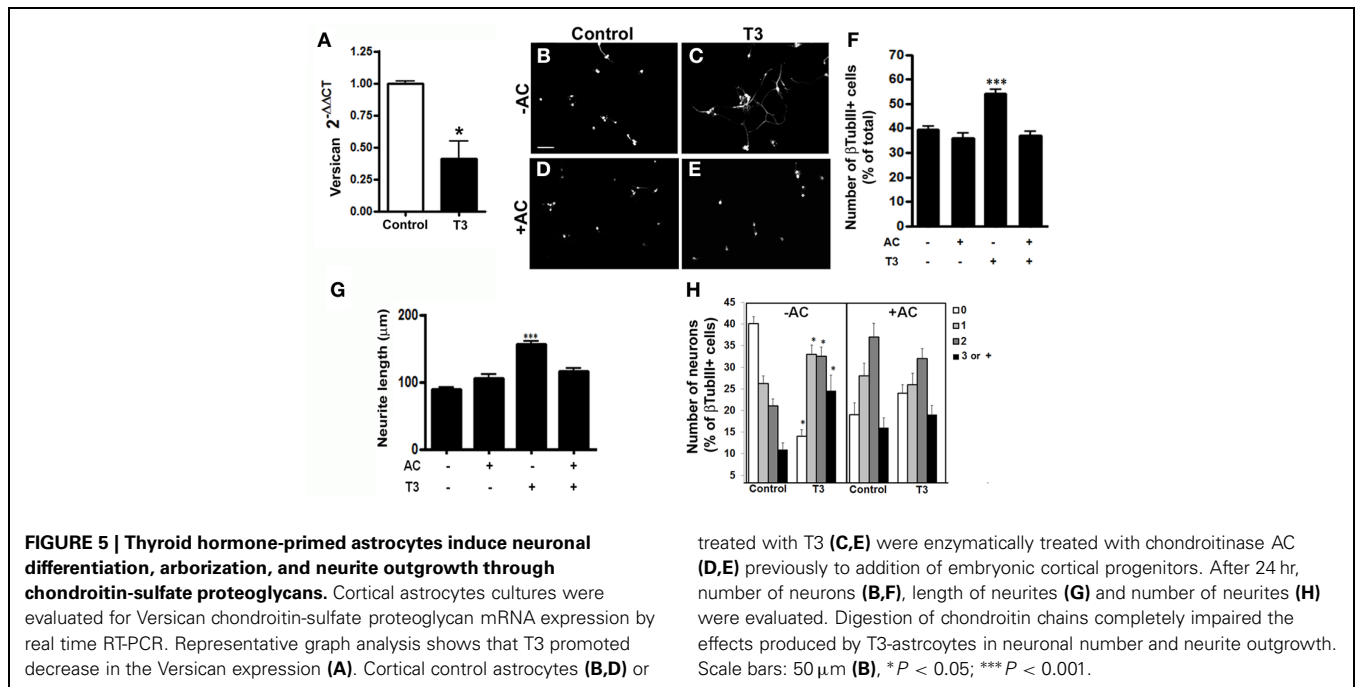 A
Versican 2^-ΔΔCT
1.25
1.00
0.75
0.50
0.25
0.00
*
Control T3
Control T3
-AC
+AC
B
C
D
E
F
Number of βTubIII+ cells
(% of total)
70
60
50
40
30
20
10
0
***
AC - + - +
T3 - - + +
G
Neurite length (µm)
200
100
0
***
AC - + - +
T3 - - + +
H
Number of neurons
(% of βTubIII+ cells)
45
40
35
30
25
20
15
10
5
-AC +AC
* * * *
0
1
2
3 or +
Control T3 Control T3
FIGURE 5 | Thyroid hormone-primed astrocytes induce neuronal
differentiation, arborization, and neurite outgrowth through
chondroitin-sulfate proteoglycans. Cortical astrocytes cultures were
evaluated for Versican chondroitin-sulfate proteoglycan mRNA expression by
real time RT-PCR. Representative graph analysis shows that T3 promoted
decrease in the Versican expression (A). Cortical control astrocytes (B,D) or
treated with T3 (C,E) were enzymatically treated with chondroitinase AC
(D,E) previously to addition of embryonic cortical progenitors. After 24 hr,
number of neurons (B,F), length of neurites (G) and number of neurites (H)
were evaluated. Digestion of chondroitin chains completely impaired the
effects produced by T3-astrcoytes in neuronal number and neurite outgrowth.
Scale bars: 50 µm (B), *P < 0.05; ***P < 0.001.